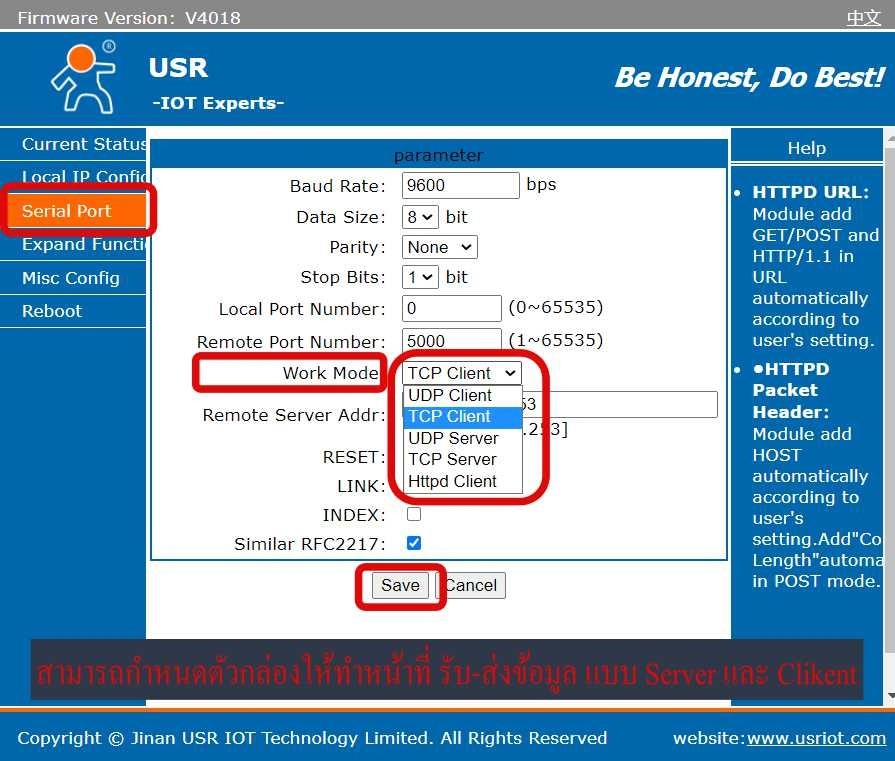 Firmware Version: V4018
中文
USR
®
-IOT Experts-
Be Honest, Do Best!
Current Status
Local IP Config
Serial Port
Expand Functi
Misc Config
Reboot
parameter
Baud Rate: 9600 bps
Data Size: 8 bit
Parity: None
Stop Bits: 1 bit
Local Port Number: 0 (0~65535)
Remote Port Number: 5000 (1~65535)
Work Mode TCP Client
UDP Client
TCP Client
UDP Server
TCP Server
Httpd Client
Remote Server Addr: 53
.253]
RESET:
LINK:
INDEX:
Similar RFC2217:
Save Cancel
Help
HTTPD URL:
Module add
GET/POST and
HTTP/1.1 in
URL
automatically
according to
user's setting.
●HTTPD
Packet
Header:
Module add
HOST
automatically
according to
user's
setting.Add"Co
Length"automa
in POST mode.
สามารถกำหนดตัวกล่องให้ทำหน้าที่ รับ-ส่งข้อมูล แบบ Server และ Clikent
Copyright © Jinan USR IOT Technology Limited. All Rights Reserved
website:www.usriot.com